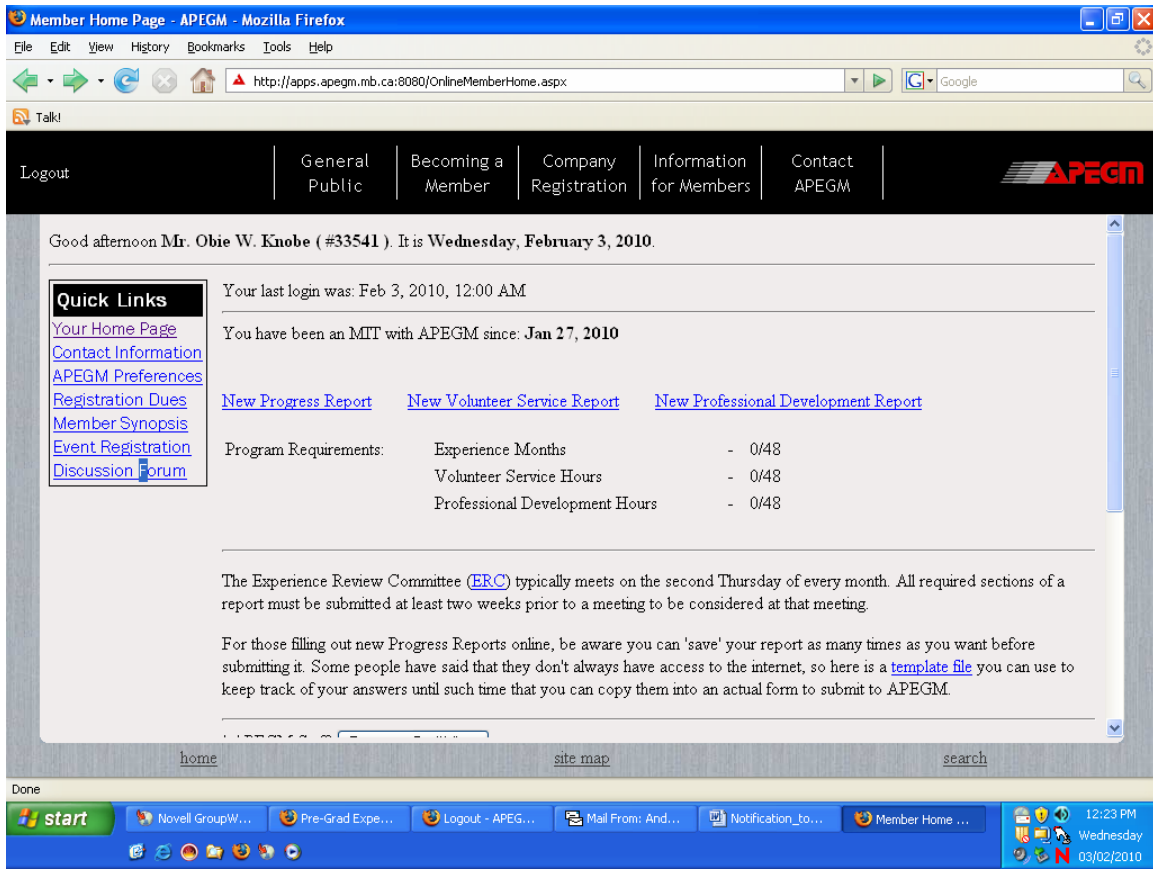 Member Home Page - APEGM - Mozilla Firefox
File Edit View History Bookmarks Tools Help
http://apps.apegm.mb.ca:8080/OnlineMemberHome.aspx
Google
Talk!
Logout
General Public
Becoming a Member
Company Registration
Information for Members
Contact APEGM
APEGM
Good afternoon Mr. Obie W. Knobe ( #33541 ). It is Wednesday, February 3, 2010.
Quick Links
Your Home Page
Contact Information
APEGM Preferences
Registration Dues
Member Synopsis
Event Registration
Discussion Forum
Your last login was: Feb 3, 2010, 12:00 AM
You have been an MIT with APEGM since: Jan 27, 2010
New Progress Report New Volunteer Service Report New Professional Development Report
Program Requirements: Experience Months - 0/48
Volunteer Service Hours - 0/48
Professional Development Hours - 0/48
The Experience Review Committee (ERC) typically meets on the second Thursday of every month. All required sections of a
report must be submitted at least two weeks prior to a meeting to be considered at that meeting.
For those filling out new Progress Reports online, be aware you can 'save' your report as many times as you want before
submitting it. Some people have said that they don't always have access to the internet, so here is a template file you can use to
keep track of your answers until such time that you can copy them into an actual form to submit to APEGM.
home site map search
Done
start Novell GroupW... Pre-Grad Expe... Logout - APEG... Mail From: And... Notification_to... Member Home ... 12:23 PM
Wednesday
03/02/2010